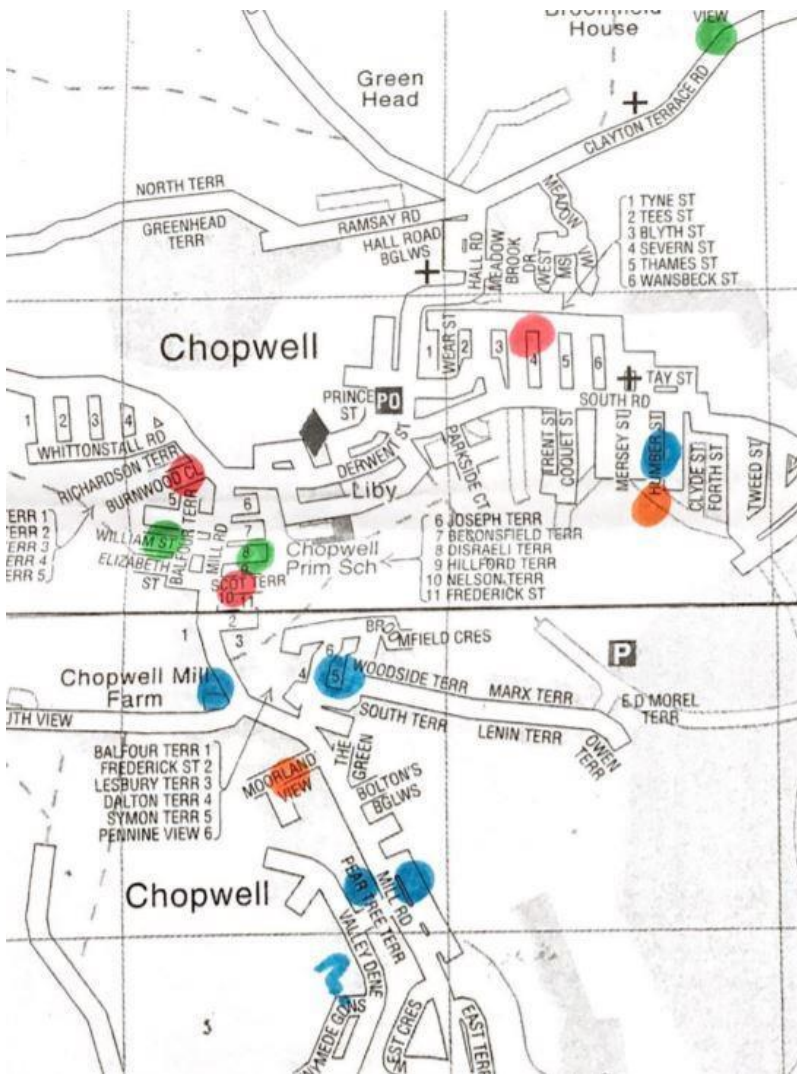 House
VIEW
Green
Head
CLAYTON TERRACE RD
NORTH TERR
GREENHEAD
TERR
RAMSAY RD
HALL ROAD
BGLWS
HALL RD
MEADOW
BROOK
DR
WEST
MS
MEADOW
1 TYNE ST
2 TEES ST
3 BLYTH ST
4 SEVERN ST
5 THAMES ST
6 WANSBECK ST
Chopwell
1
WEAR ST
2
3
4
5
6
PRINCE
ST
PO
TAY ST
SOUTH RD
1
2
3
4
WHITTONSTALL RD
RICHARDSON TERR
BURNWOOD CL
DERWENT ST
Liby
PARKSIDE CT
TRENT ST
COQUET ST
MERSEY ST
HUMBER ST
CLYDE ST
FORTH ST
TWEED ST
TERR 1
TERR 2
TERR 3
TERR 4
TERR 5
5
6
7
8
9
WILLIAM ST
ELIZABETH
ST
BALFOUR TERR
MILL RD
SCOT TERR
10
11
Chopwell
Prim Sch
6 JOSEPH TERR
7 BECONSFIELD TERR
8 DISRAELI TERR
9 HILLFORD TERR
10 NELSON TERR
11 FREDERICK ST
1
2
3
4
5
6
MFIELD CRES
P
Chopwell Mill
Farm
UTH VIEW
WOODSIDE TERR
MARX TERR
SOUTH TERR
LENIN TERR
E.D MOREL
TERR
OWEN
TERR
THE
GREEN
BALFOUR TERR 1
FREDERICK ST 2
LESBURY TERR 3
DALTON TERR 4
SYMON TERR 5
PENNINE VIEW 6
MOORLAND
VIEW
BOLTON'S
BGLWS
Chopwell
PEAR TREE TERR
MILL RD
VALLEY DENE
NYMEDE GDNS
EST CRES
EAST TERR